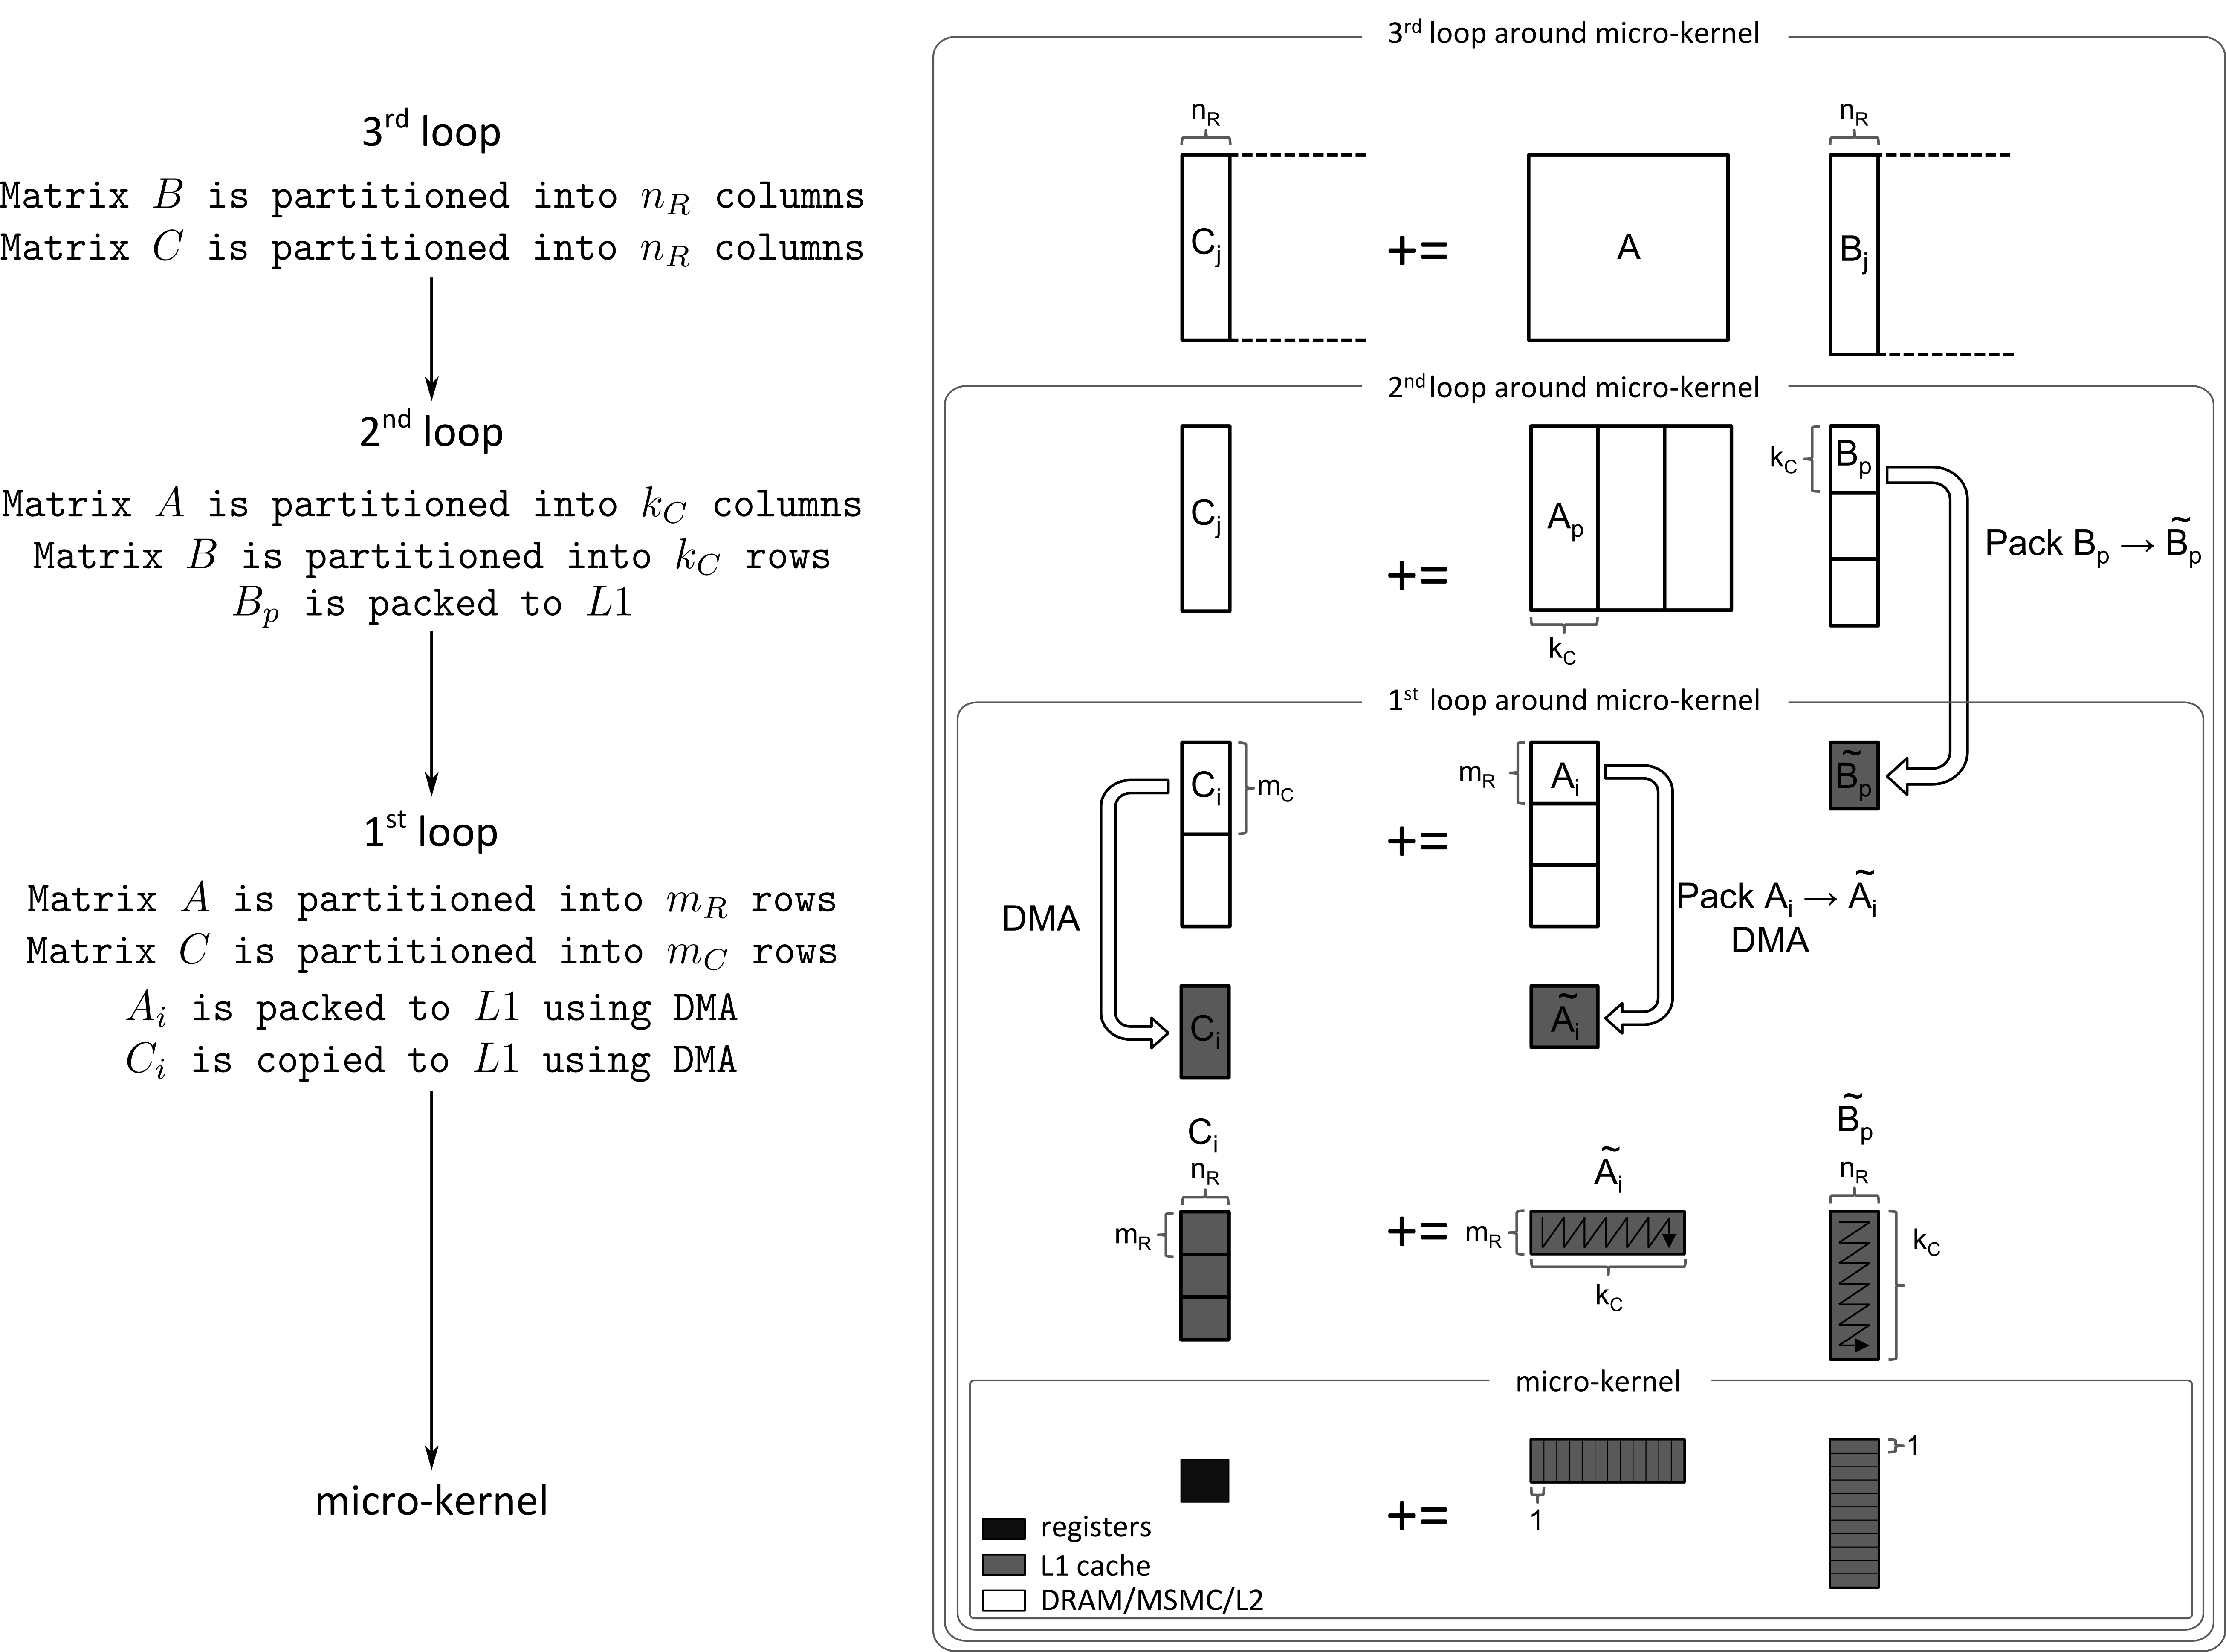 3rd loop
Matrix B is partitioned into nR columns
Matrix C is partitioned into nR columns
2nd loop
Matrix A is partitioned into kC columns
Matrix B is partitioned into kC rows
Bp is packed to L1
1st loop
Matrix A is partitioned into mR rows
Matrix C is partitioned into mC rows
Ai is packed to L1 using DMA
Ci is copied to L1 using DMA
micro-kernel
3rd loop around micro-kernel
nR
nR
Cj
+=
A
Bj
2nd loop around micro-kernel
Cj
+=
Ap
kC
kC
Bp
Pack Bp → B̃p
1st loop around micro-kernel
Ci
mC
+=
mR
Ai
B̃p
DMA
Pack Ai → Ãi
DMA
Ci
Ãi
Ci
nR
mR
+=
Ãi
mR
kC
B̃p
nR
kC
micro-kernel
+=
1
1
registers
L1 cache
DRAM/MSMC/L2